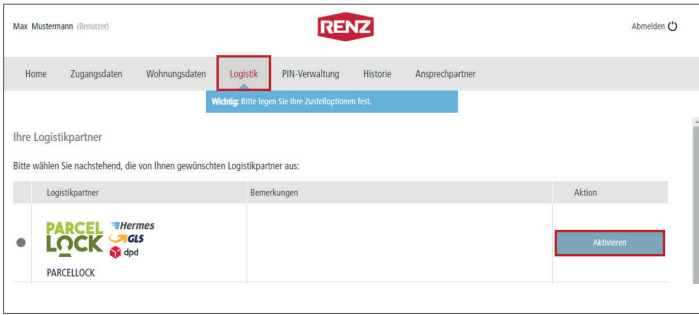 Max Mustermann (Benutzer)
RENZ
Abmelden
Home Zugangsdaten Wohnungsdaten Logistik PIN-Verwaltung Historie Ansprechpartner
Wichtig: Bitte legen Sie Ihre Zustelloptionen fest.
Ihre Logistikpartner
Bitte wählen Sie nachstehend, die von Ihnen gewünschten Logistikpartner aus:
Logistikpartner Bemerkungen Aktion
PARCEL Hermes
LOCK GLS
dpd
Aktivieren
PARCELLOCK